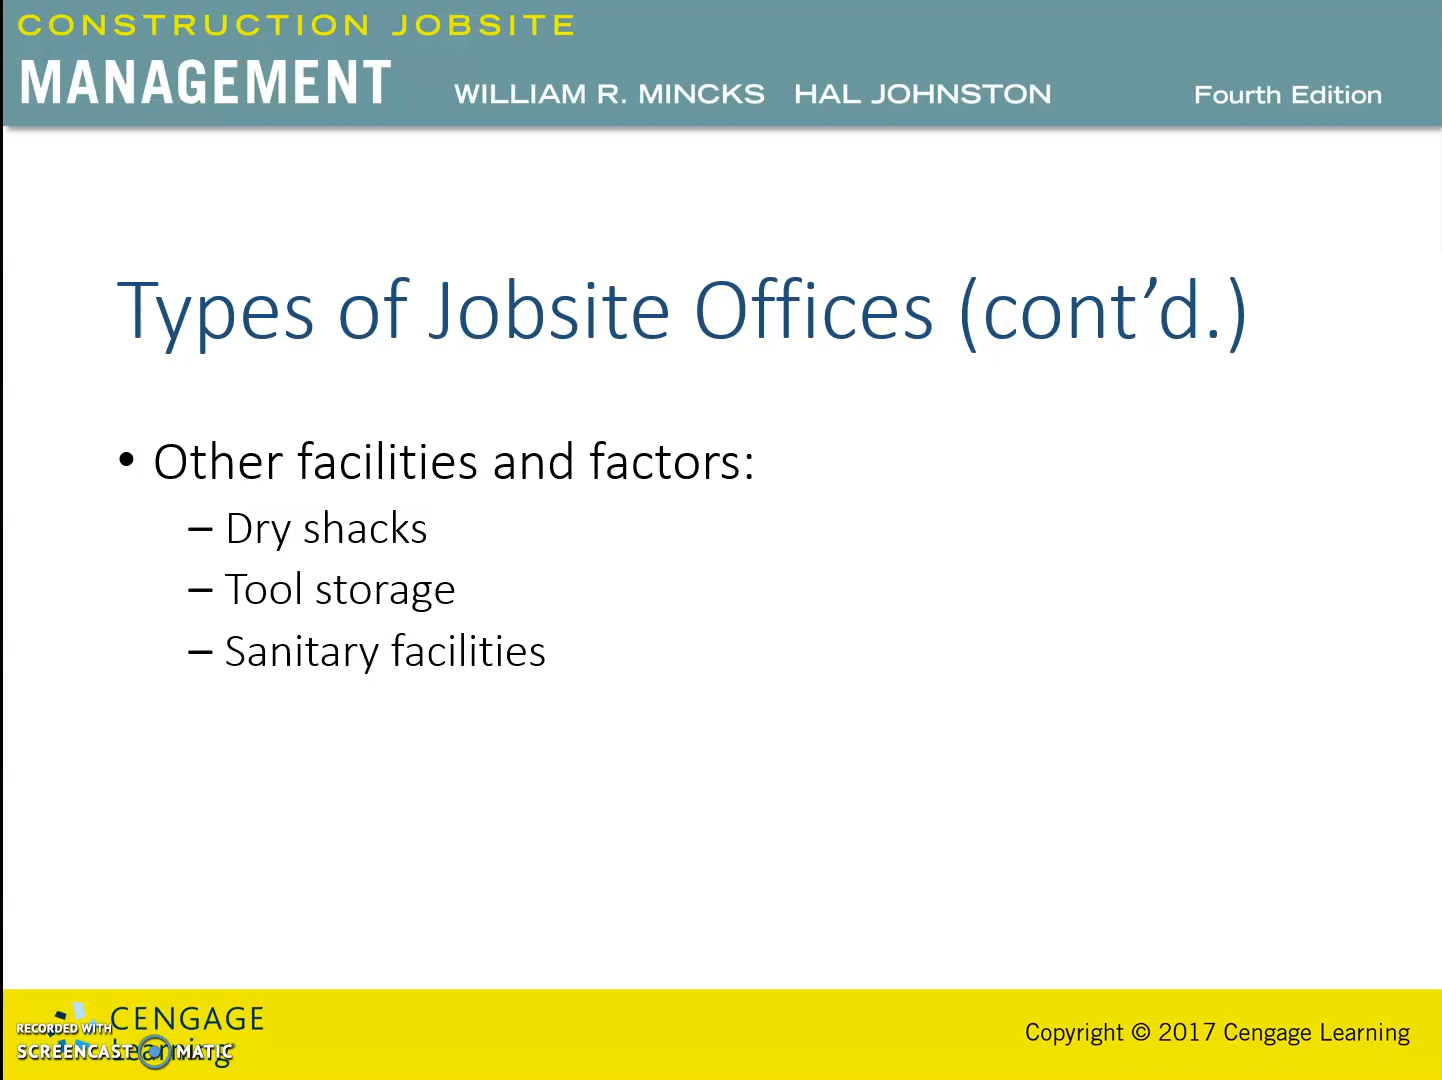 CONSTRUCTION JOBSITE
MANAGEMENT WILLIAM R. MINCKS HAL JOHNSTON Fourth Edition
Types of Jobsite Offices (cont’d.)
• Other facilities and factors:
– Dry shacks
– Tool storage
– Sanitary facilities
CENGAGE
Learning
RECORDED WITH
SCREENCAST MATIC
Copyright © 2017 Cengage Learning